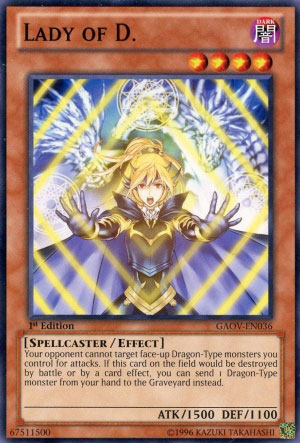 LADY OF D.
DARK
闇
1st Edition
GAOV-EN036
[SPELLCASTER / EFFECT]
Your opponent cannot target face-up Dragon-Type monsters you
control for attacks. If this card on the field would be destroyed
by battle or by a card effect, you can send 1 Dragon-Type
monster from your hand to the Graveyard instead.
ATK/1500 DEF/1100
67511500
©1996 KAZUKI TAKAHASHI